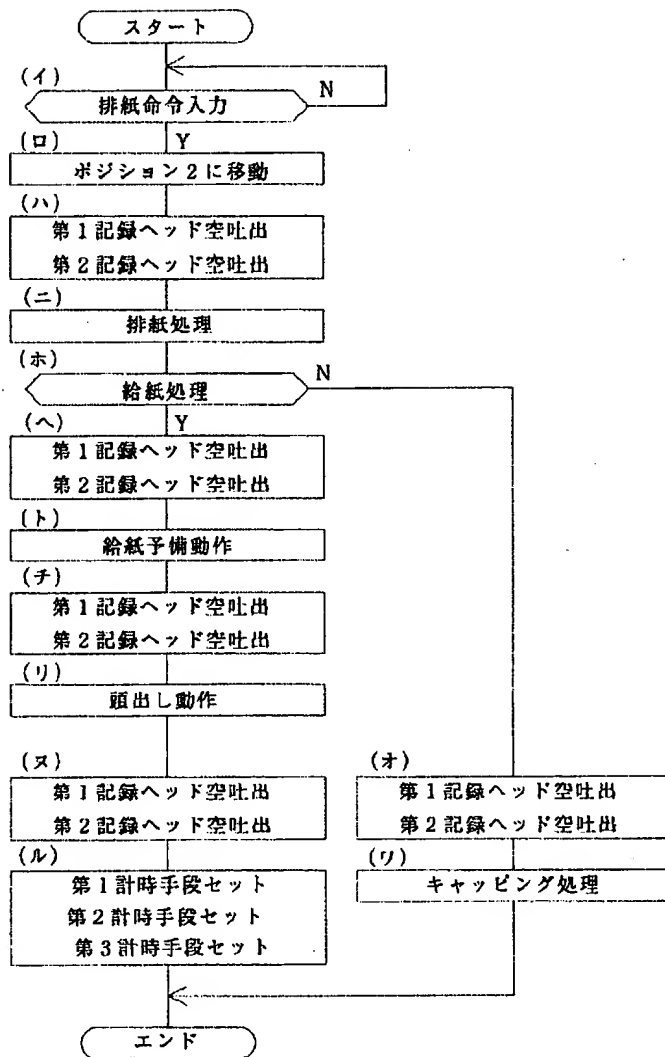 スタート
(イ)
排紙命令入力
N
(ロ)
Y
ポジション2に移動
(ハ)
第1記録ヘッド空吐出
第2記録ヘッド空吐出
(ニ)
排紙処理
(ホ)
給紙処理
N
(ヘ)
Y
第1記録ヘッド空吐出
第2記録ヘッド空吐出
(ト)
給紙予備動作
(チ)
第1記録ヘッド空吐出
第2記録ヘッド空吐出
(リ)
頭出し動作
(ヌ)
第1記録ヘッド空吐出
第2記録ヘッド空吐出
(ル)
第1計時手段セット
第2計時手段セット
第3計時手段セット
(オ)
第1記録ヘッド空吐出
第2記録ヘッド空吐出
(ワ)
キャッピング処理
エンド